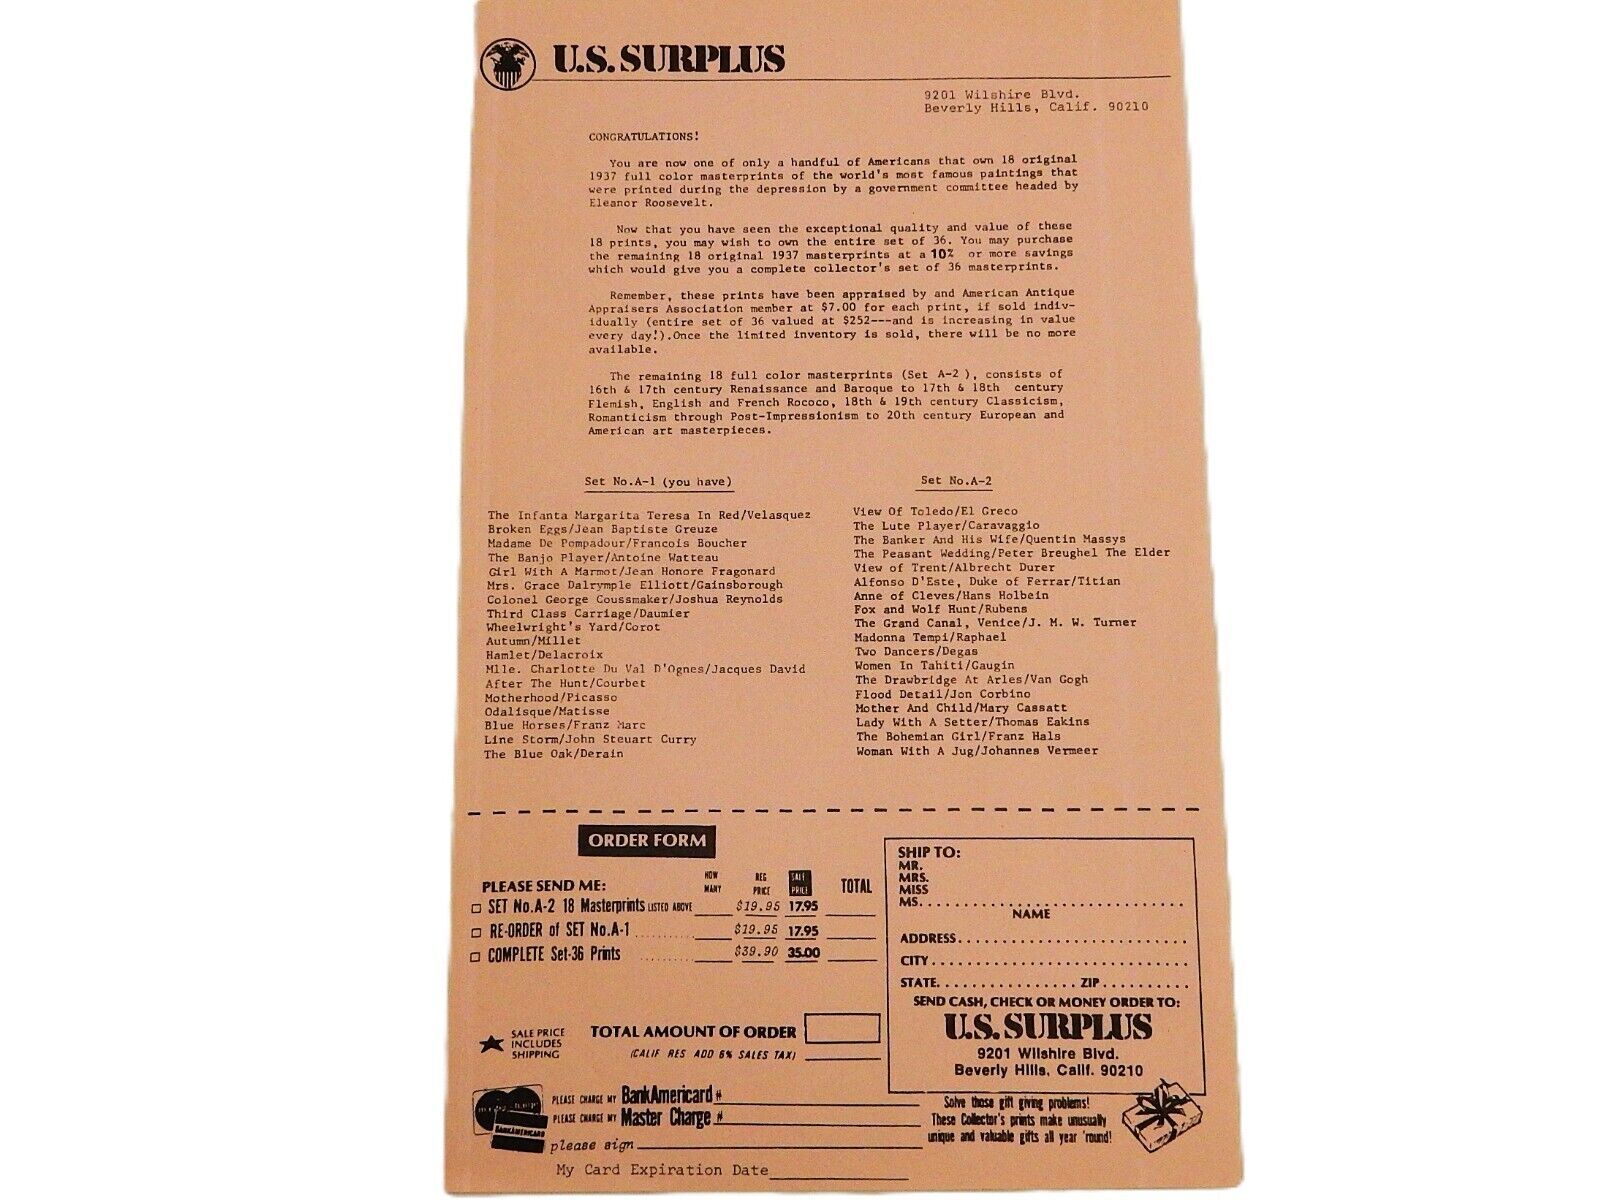 U.S. SURPLUS
9201 Wilshire Blvd.
Beverly Hills, Calif. 90210
CONGRATULATIONS!
You are now one of only a handful of Americans that own 18 original
1937 full color masterprints of the world's most famous paintings that
were printed during the depression by a government committee headed by
Eleanor Roosevelt.
Now that you have seen the exceptional quality and value of these
18 prints, you may wish to own the entire set of 36. You may purchase
the remaining 18 original 1937 masterprints at a 10% or more savings
which would give you a complete collector's set of 36 masterprints.
Remember, these prints have been appraised by and American Antique
Appraisers Association member at $7.00 for each print, if sold indiv-
idually (entire set of 36 valued at $252---and is increasing in value
every day!).Once the limited inventory is sold, there will be no more
available.
The remaining 18 full color masterprints (Set A-2 ), consists of
16th & 17th century Renaissance and Baroque to 17th & 18th century
Flemish, English and French Rococo, 18th & 19th century Classicism,
Romanticism through Post-Impressionism to 20th century European and
American art masterpieces.
Set No.A-1 (you have)
The Infanta Margarita Teresa In Red/Velasquez
Broken Eggs/Jean Baptiste Greuze
Madame De Pompadour/Francois Boucher
The Banjo Player/Antoine Watteau
Girl With A Marmot/Jean Honore Fragonard
Mrs. Grace Dalrymple Elliott/Gainsborough
Colonel George Coussmaker/Joshua Reynolds
Third Class Carriage/Daumier
Wheelwright's Yard/Corot
Autumn/Millet
Hamlet/Delacroix
Mlle. Charlotte Du Val D'Ognes/Jacques David
After The Hunt/Courbet
Motherhood/Picasso
Odalisque/Matisse
Blue Horses/Franz Marc
Line Storm/John Steuart Curry
The Blue Oak/Derain
Set No.A-2
View Of Toledo/El Greco
The Lute Player/Caravaggio
The Banker And His Wife/Quentin Massys
The Peasant Wedding/Peter Breughel The Elder
View of Trent/Albrecht Durer
Alfonso D'Este, Duke of Ferrar/Titian
Anne of Cleves/Hans Holbein
Fox and Wolf Hunt/Rubens
The Grand Canal, Venice/J. M. W. Turner
Madonna Tempi/Raphael
Two Dancers/Degas
Women In Tahiti/Gaugin
The Drawbridge At Arles/Van Gogh
Flood Detail/Jon Corbino
Mother And Child/Mary Cassatt
Lady With A Setter/Thomas Eakins
The Bohemian Girl/Franz Hals
Woman With A Jug/Johannes Vermeer
ORDER FORM
PLEASE SEND ME: HOW MANY REG PRICE SALE PRICE TOTAL
SET No.A-2 18 Masterprints LISTED ABOVE $19.95 17.95
RE-ORDER of SET No.A-1 $19.95 17.95
COMPLETE Set-36 Prints $39.90 35.00
SALE PRICE
INCLUDES
SHIPPING
TOTAL AMOUNT OF ORDER
(CALIF RES ADD 6% SALES TAX)
PLEASE CHARGE MY BankAmericard #
PLEASE CHARGE MY Master Charge #
please sign
My Card Expiration Date
BANKAMERICARD
SHIP TO:
MR.
MRS.
MISS
MS.
NAME
ADDRESS
CITY
STATE ZIP
SEND CASH, CHECK OR MONEY ORDER TO:
U.S. SURPLUS
9201 Wilshire Blvd.
Beverly Hills, Calif. 90210
Solve those gift giving problems!
These Collector's prints make unusually
unique and valuable gifts all year 'round!